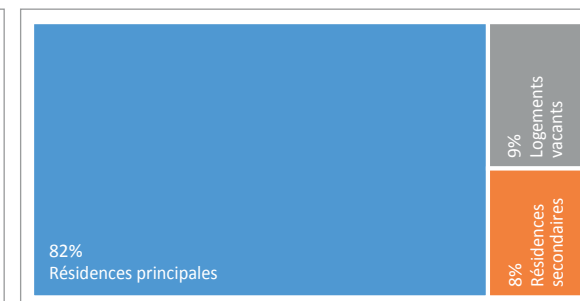 82%
Résidences principales
9%
Logements
vacants
8%
Résidences
secondaires